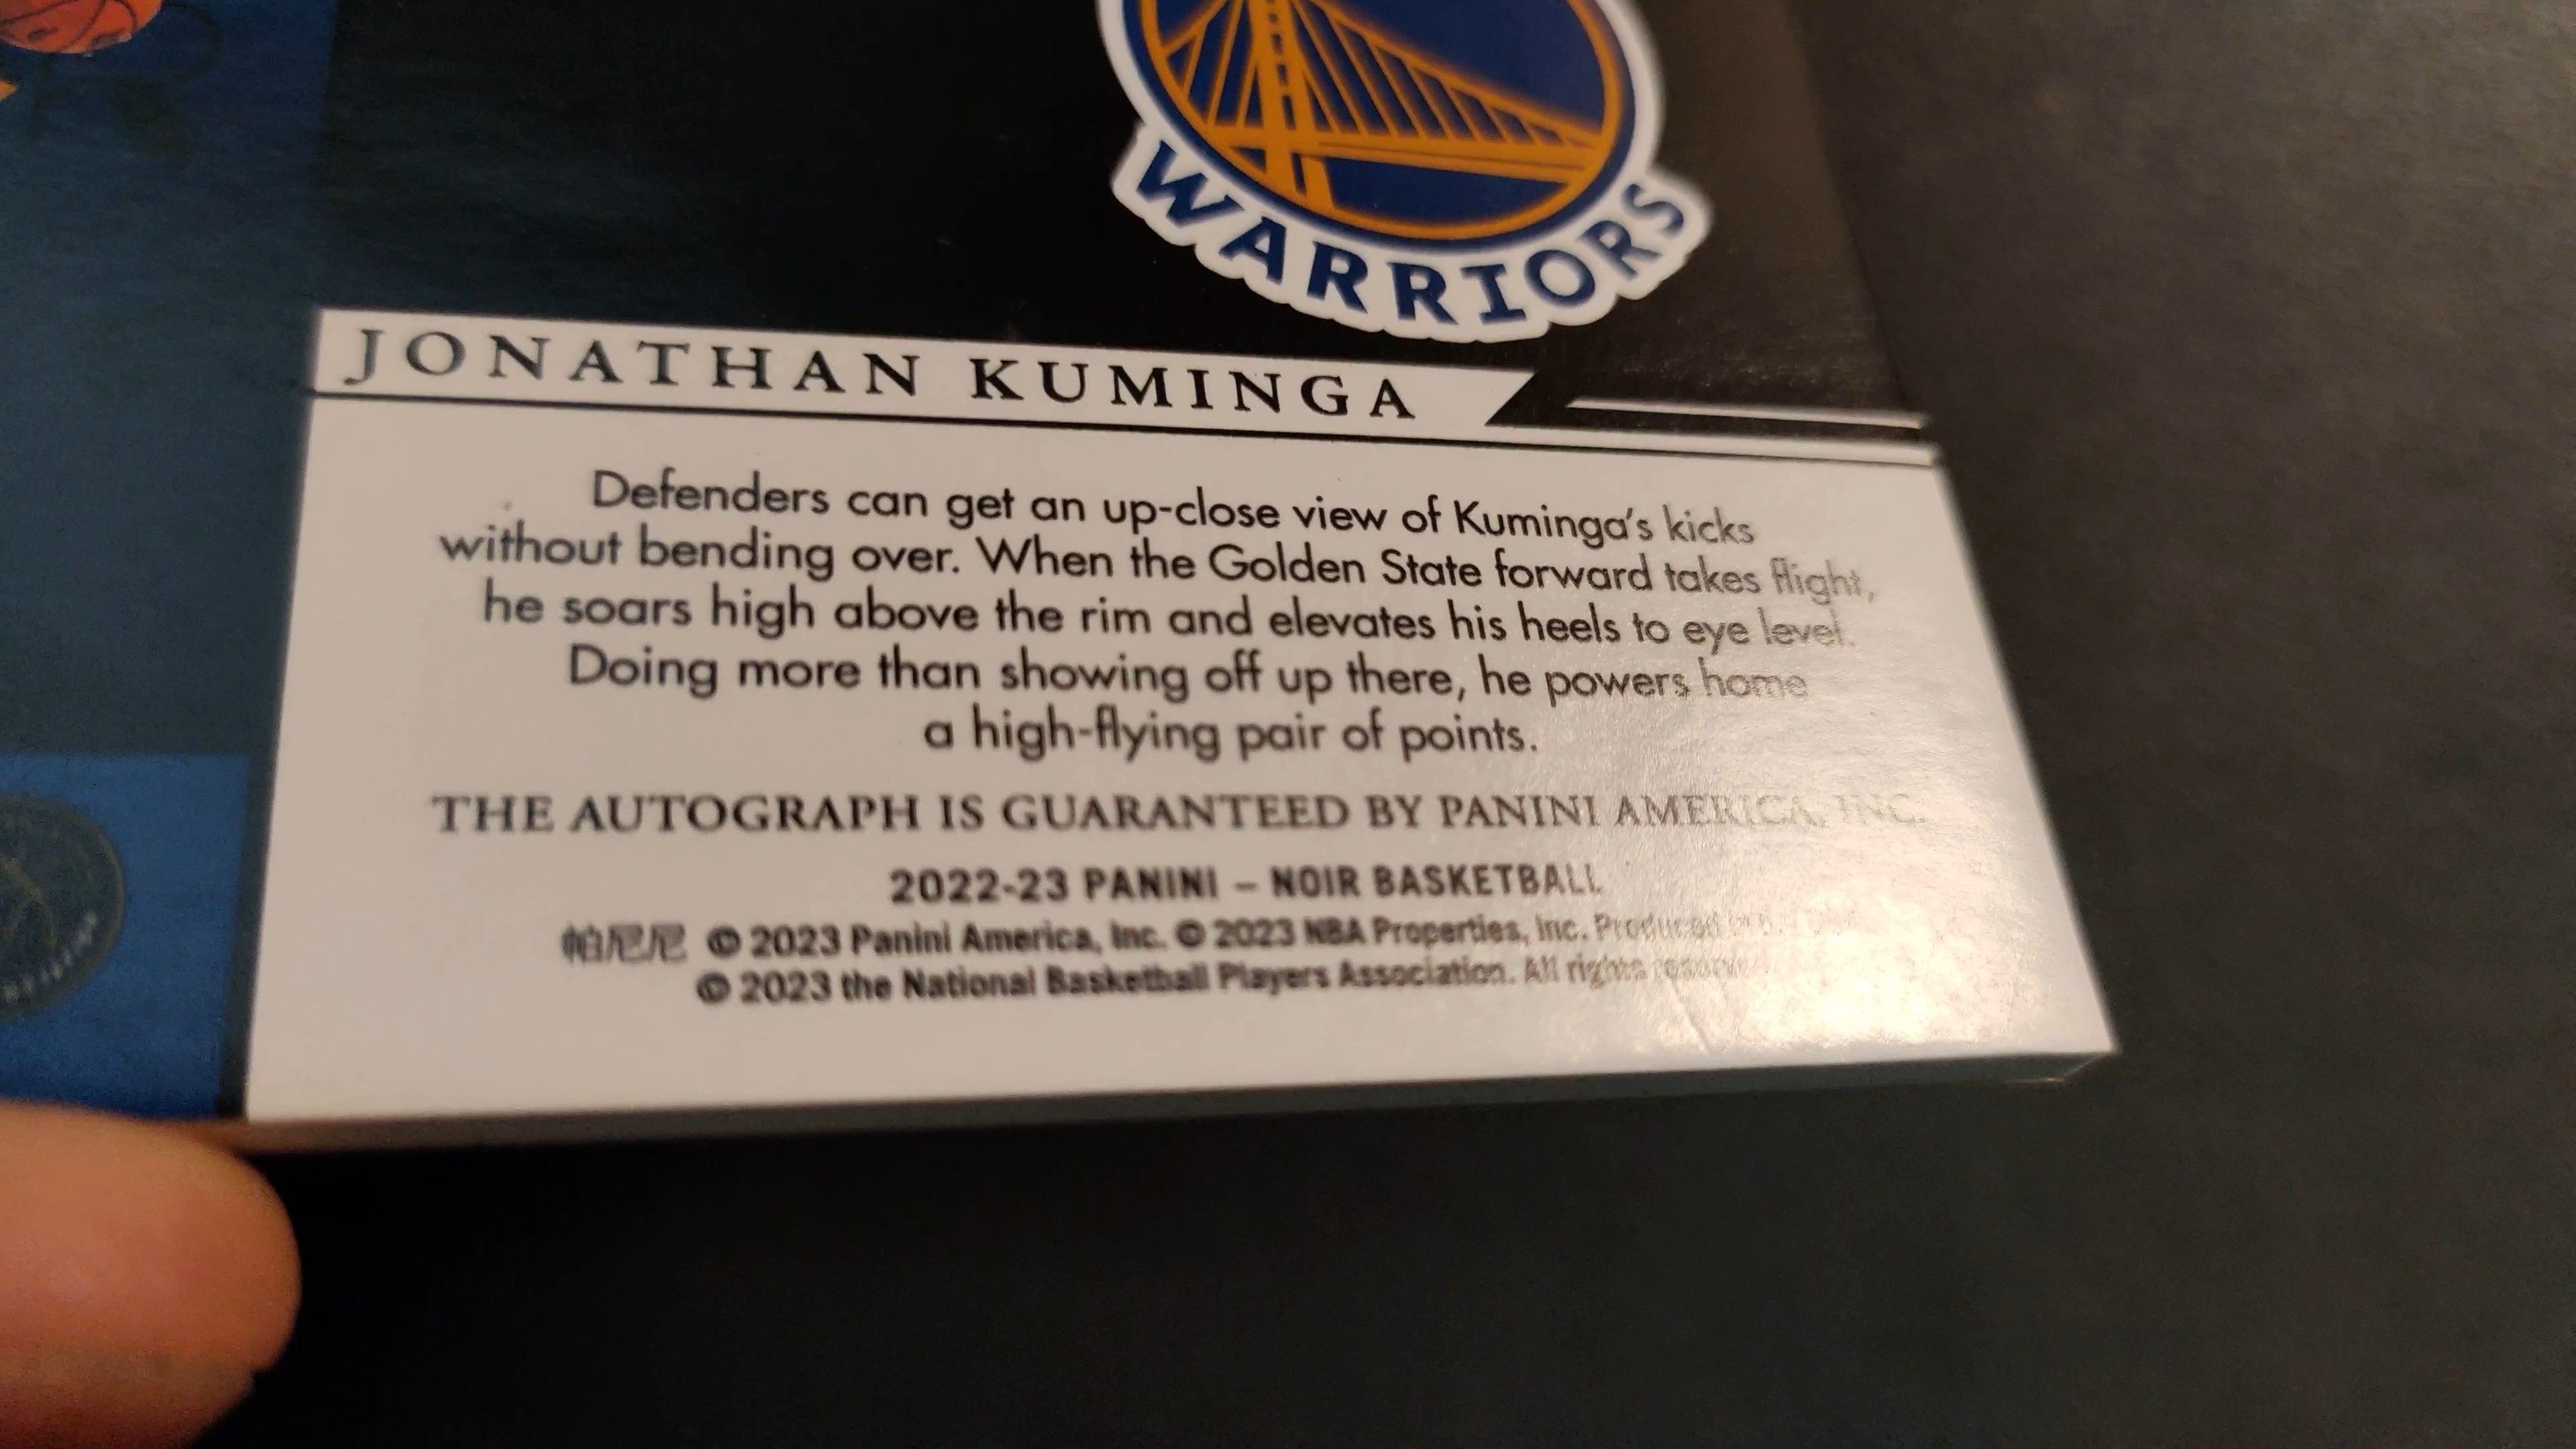 WARRIORS
JONATHAN KUMINGA
Defenders can get an up-close view of Kuminga's kicks
without bending over. When the Golden State forward takes flight,
he soars high above the rim and elevates his heels to eye level.
Doing more than showing off up there, he powers home
a high-flying pair of points.
THE AUTOGRAPH IS GUARANTEED BY PANINI AMERICA, INC.
2022-23 PANINI – NOIR BASKETBALL
帕尼尼 © 2023 Panini America, Inc. © 2023 NBA Properties, Inc. Produced
© 2023 the National Basketball Players Association. All rights reserved